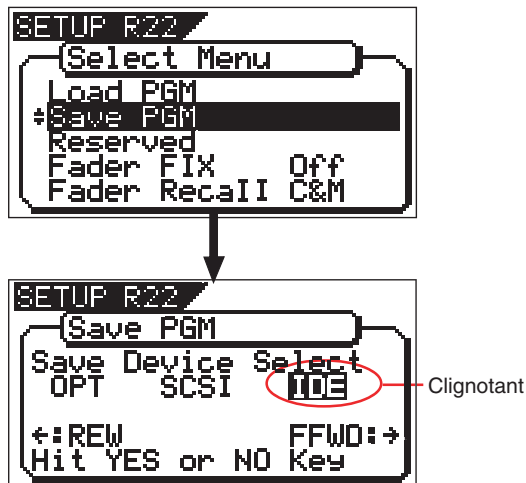 SETUP R22
Select Menu
Load PGM
Save PGM
Reserved
Fader FIX Off
Fader Recall C&M
SETUP R22
Save PGM
Save Device Select
OPT SCSI IDE
Clignotant
←:REW FFWD:→
Hit YES or NO Key